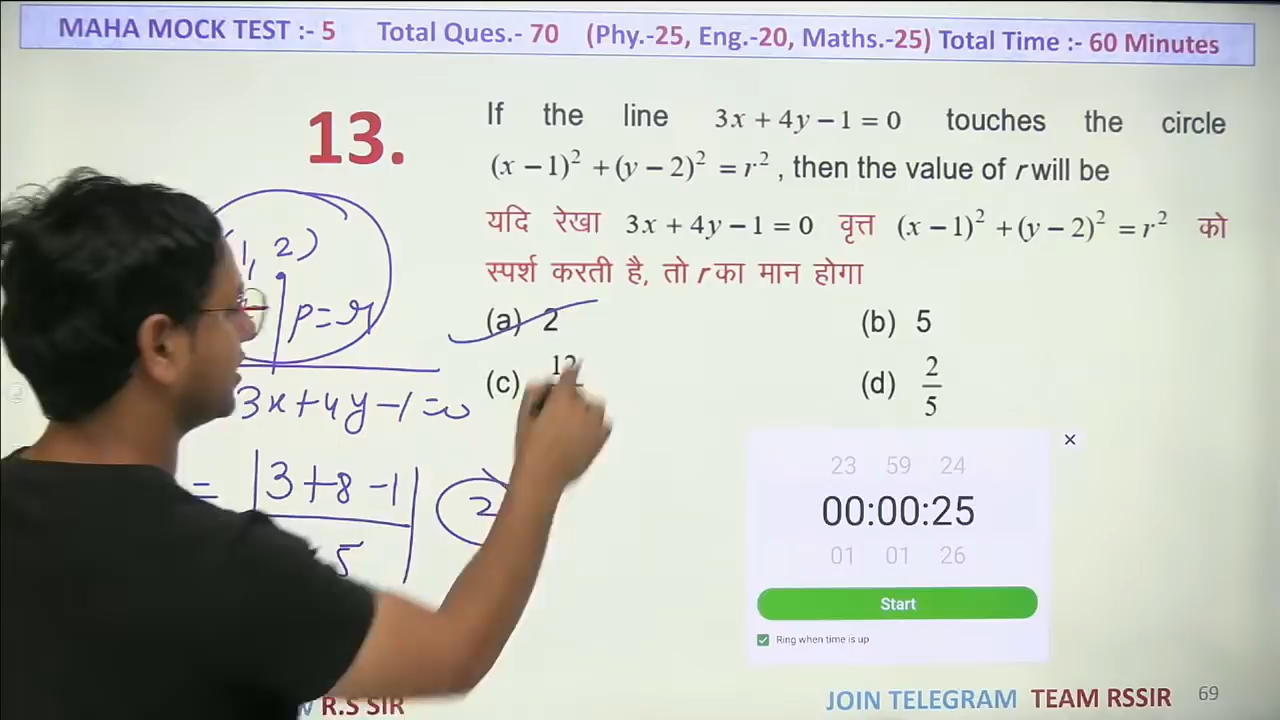 MAHA MOCK TEST :- 5 Total Ques.- 70 (Phy.-25, Eng.-20, Maths.-25) Total Time :- 60 Minutes
13.
If the line 3x + 4y − 1 = 0 touches the circle
(x − 1)² + (y − 2)² = r², then the value of r will be
यदि रेखा 3x + 4y − 1 = 0 वृत्त (x − 1)² + (y − 2)² = r² को
स्पर्श करती है, तो r का मान होगा
(a) 2
(b) 5
(c) 12
(d) 2/5
1, 2)
p = r
3x + 4y − 1 = 0
= |3 + 8 − 1|
5
2
23 59 24
00:00:25
01 01 26
Start
Ring when time is up
R.S SIR
JOIN TELEGRAM TEAM RSSIR
69